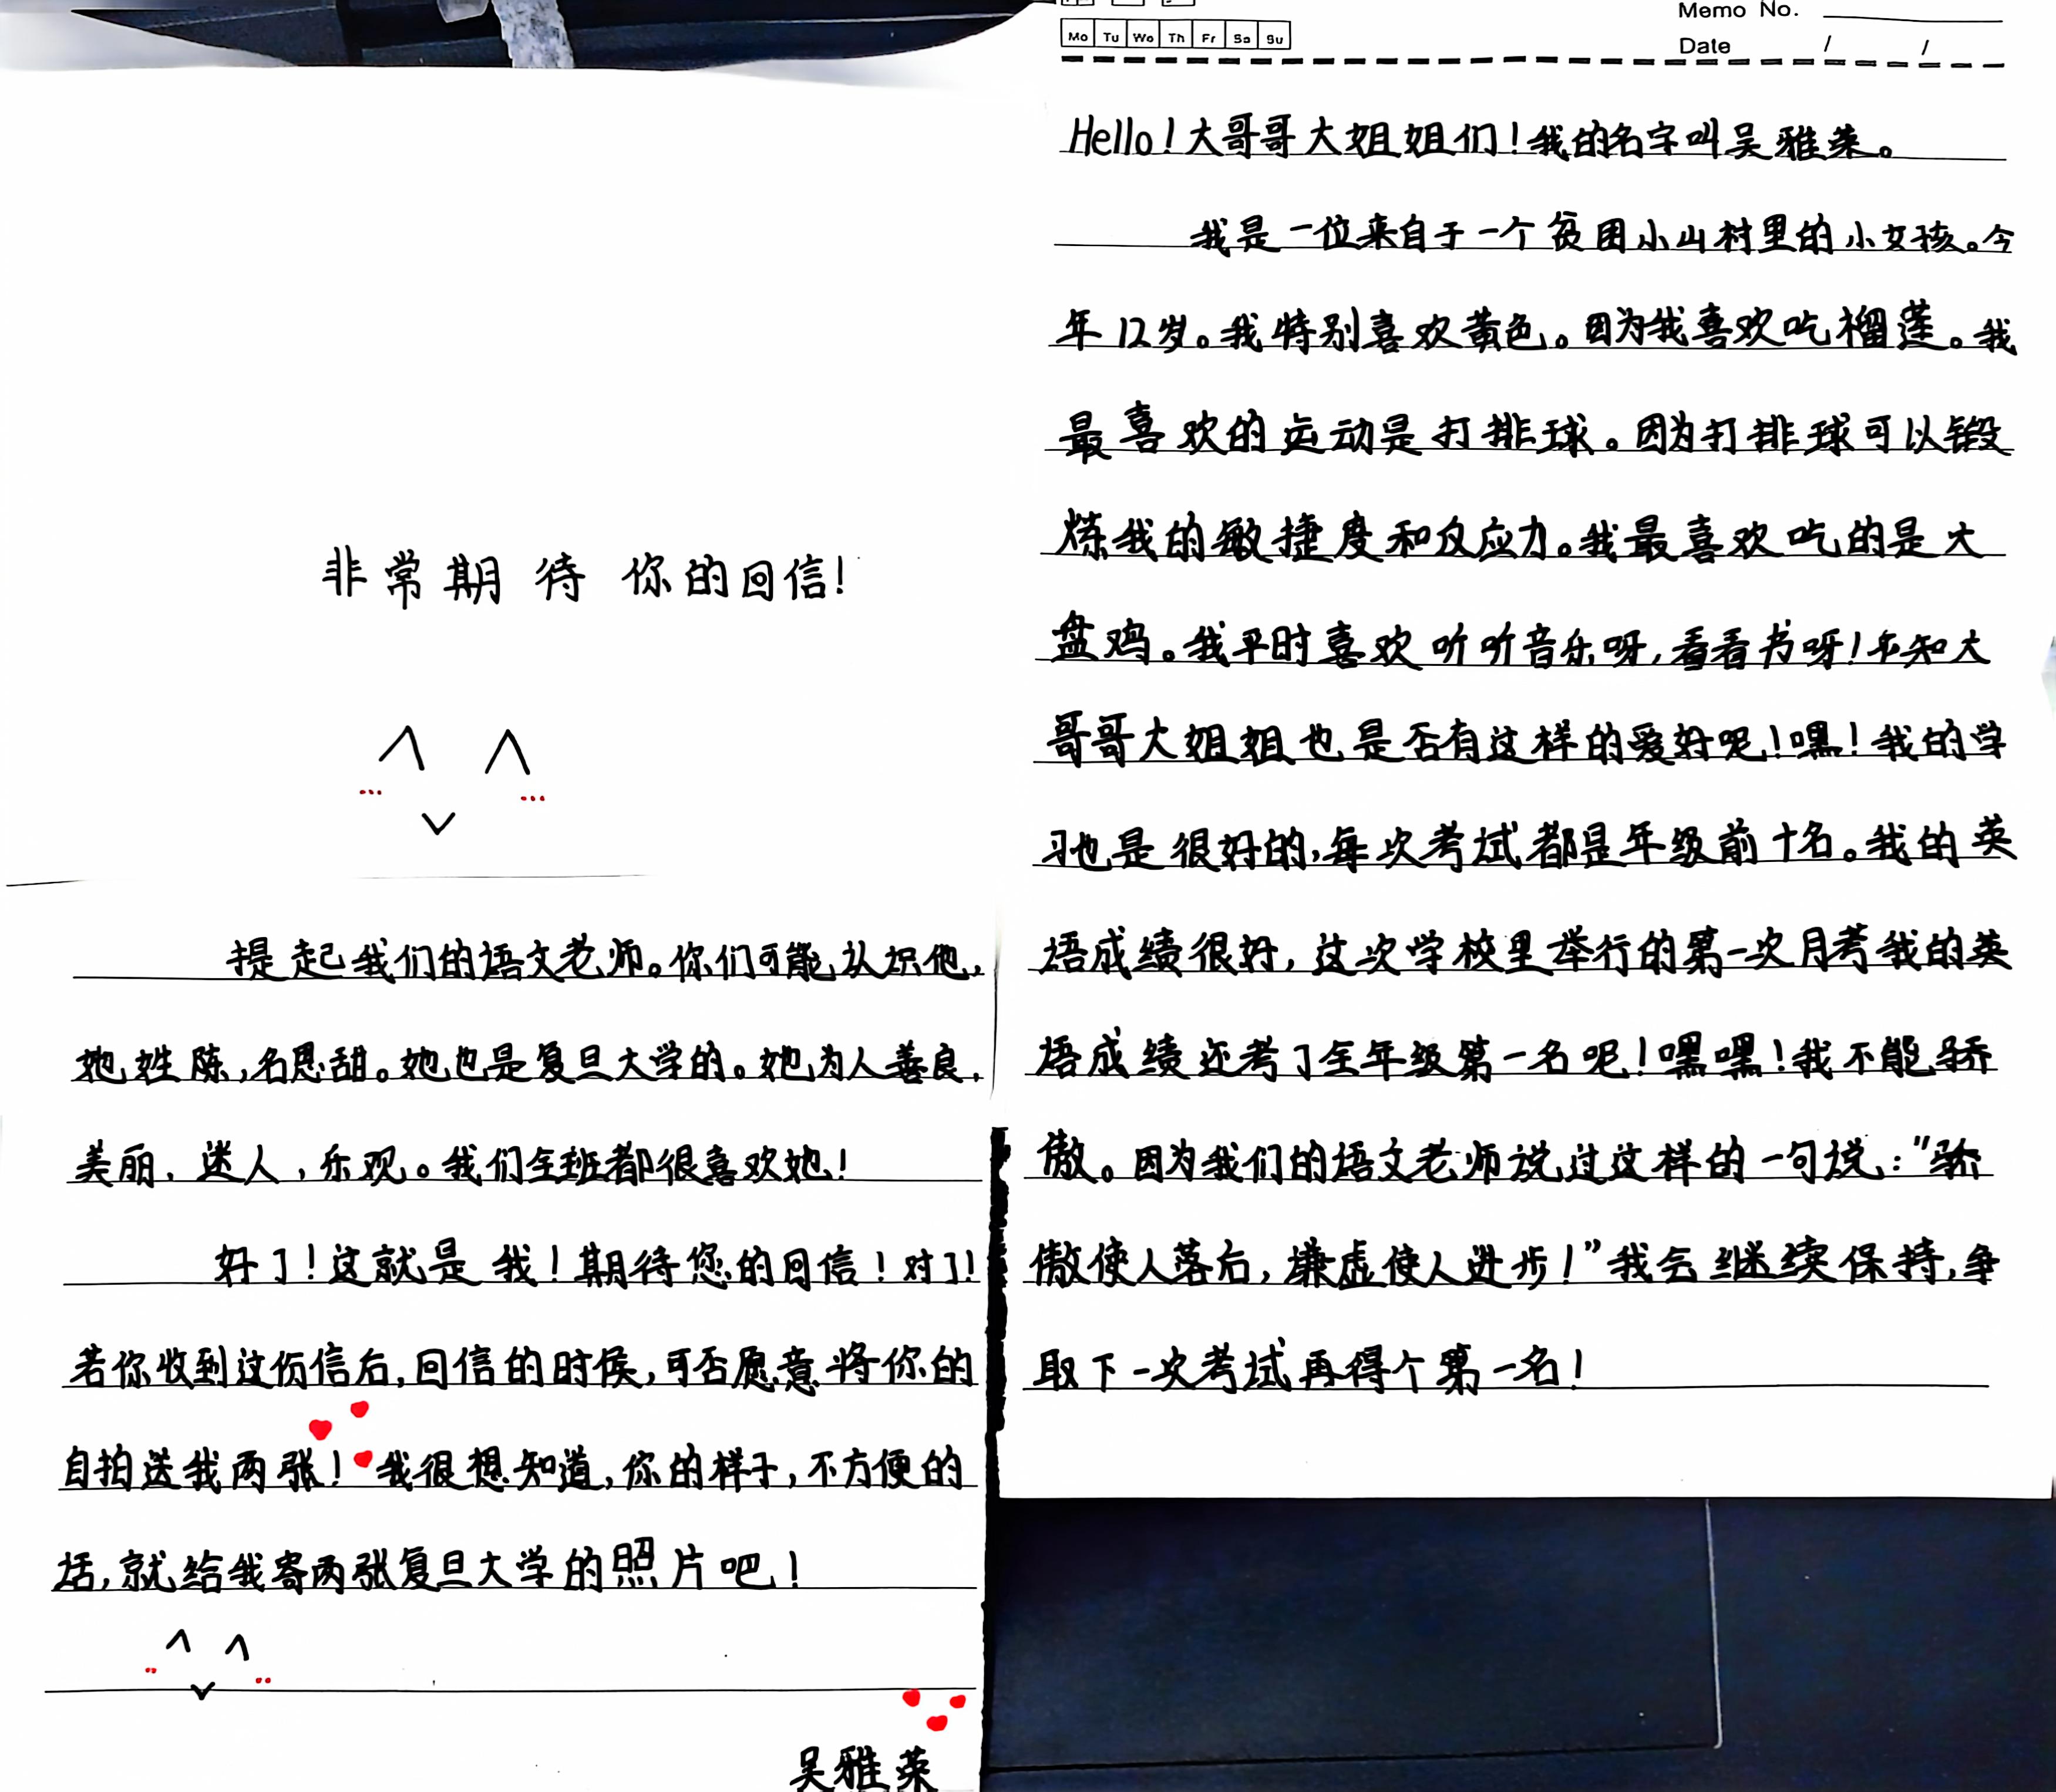 Memo No.
Mo Tu We Th Fr Sa Su
Date / /
Hello！大哥哥大姐姐们！我的名字叫吴雅荣。
我是一位来自于一个贫困小山村里的小女孩。今
年12岁。我特别喜欢黄色。因为我喜欢吃榴莲。我
最喜欢的运动是打排球。因为打排球可以锻
炼我的敏捷度和反应力。我最喜欢吃的是大
盘鸡。我平时喜欢听听音乐呀，看看书呀！不知大
哥哥大姐姐也是否有这样的爱好呢！嘿！我的学
习也是很好的，每次考试都是年级前十名。我的英
语成绩很好，这次学校里举行的第一次月考我的英
语成绩还考了全年级第一名呢！嘿嘿！我不能骄
傲。因为我们的语文老师说过这样的一句说：“骄
傲使人落后，谦虚使人进步！”我会继续保持，争
取下一次考试再得个第一名！
提起我们的语文老师。你们可能认识他，
她姓陈，名思甜。她也是复旦大学的。她为人善良，
美丽、迷人，乐观。我们全班都很喜欢她！
好了！这就是我！期待您的回信！对了！
若你收到这份信后，回信的时候，可否愿意将你的
自拍送我两张！我很想知道，你的样子，不方便的
话，就给我寄两张复旦大学的照片吧！
吴雅荣
非常期待你的回信！